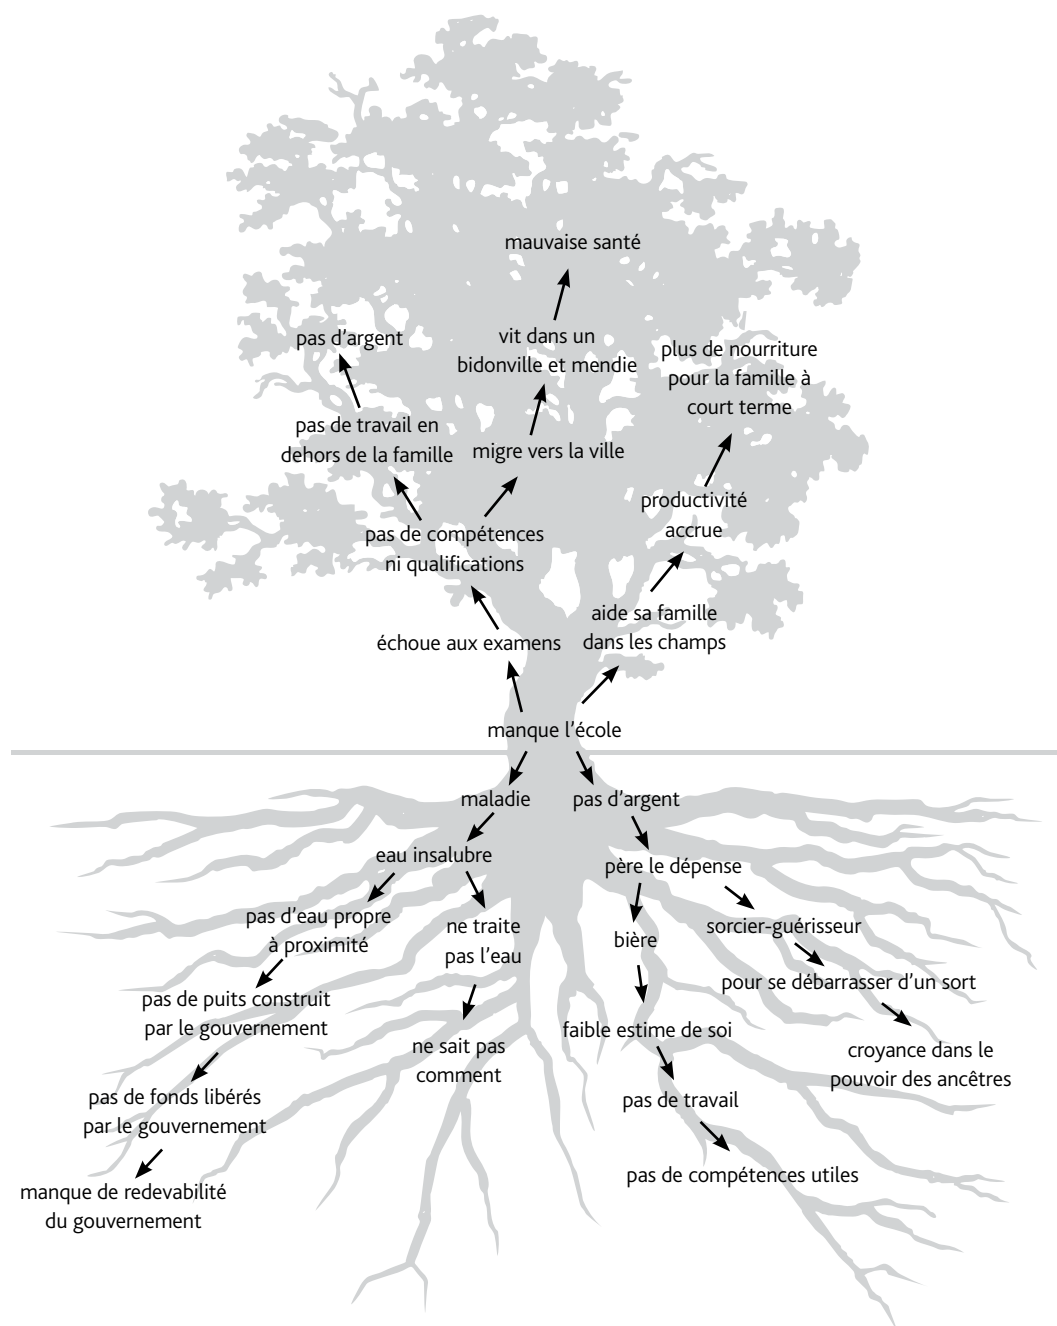 mauvaise santé
pas d’argent
vit dans un
bidonville et mendie
plus de nourriture
pour la famille à
court terme
pas de travail en
dehors de la famille
migre vers la ville
productivité
accrue
pas de compétences
ni qualifications
aide sa famille
dans les champs
échoue aux examens
manque l’école
maladie
pas d’argent
eau insalubre
père le dépense
pas d’eau propre
à proximité
ne traite
pas l’eau
bière
sorcier-guérisseur
pour se débarrasser d’un sort
pas de puits construit
par le gouvernement
ne sait pas
comment
faible estime de soi
croyance dans le
pouvoir des ancêtres
pas de fonds libérés
par le gouvernement
pas de travail
pas de compétences utiles
manque de redevabilité
du gouvernement